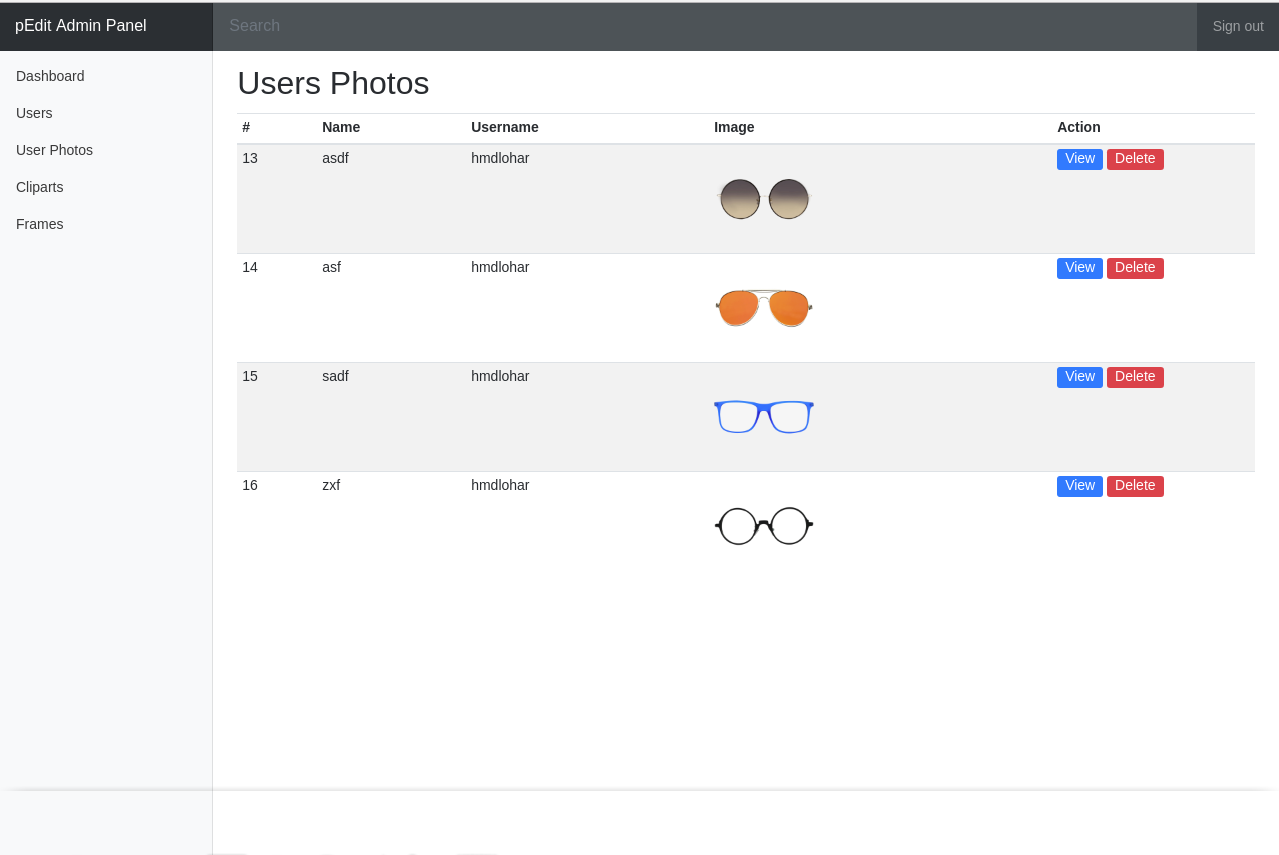 pEdit Admin Panel Search Sign out
Dashboard
Users
User Photos
Cliparts
Frames
Users Photos
# Name Username Image Action
13 asdf hmdlohar View Delete
14 asf hmdlohar View Delete
15 sadf hmdlohar View Delete
16 zxf hmdlohar View Delete